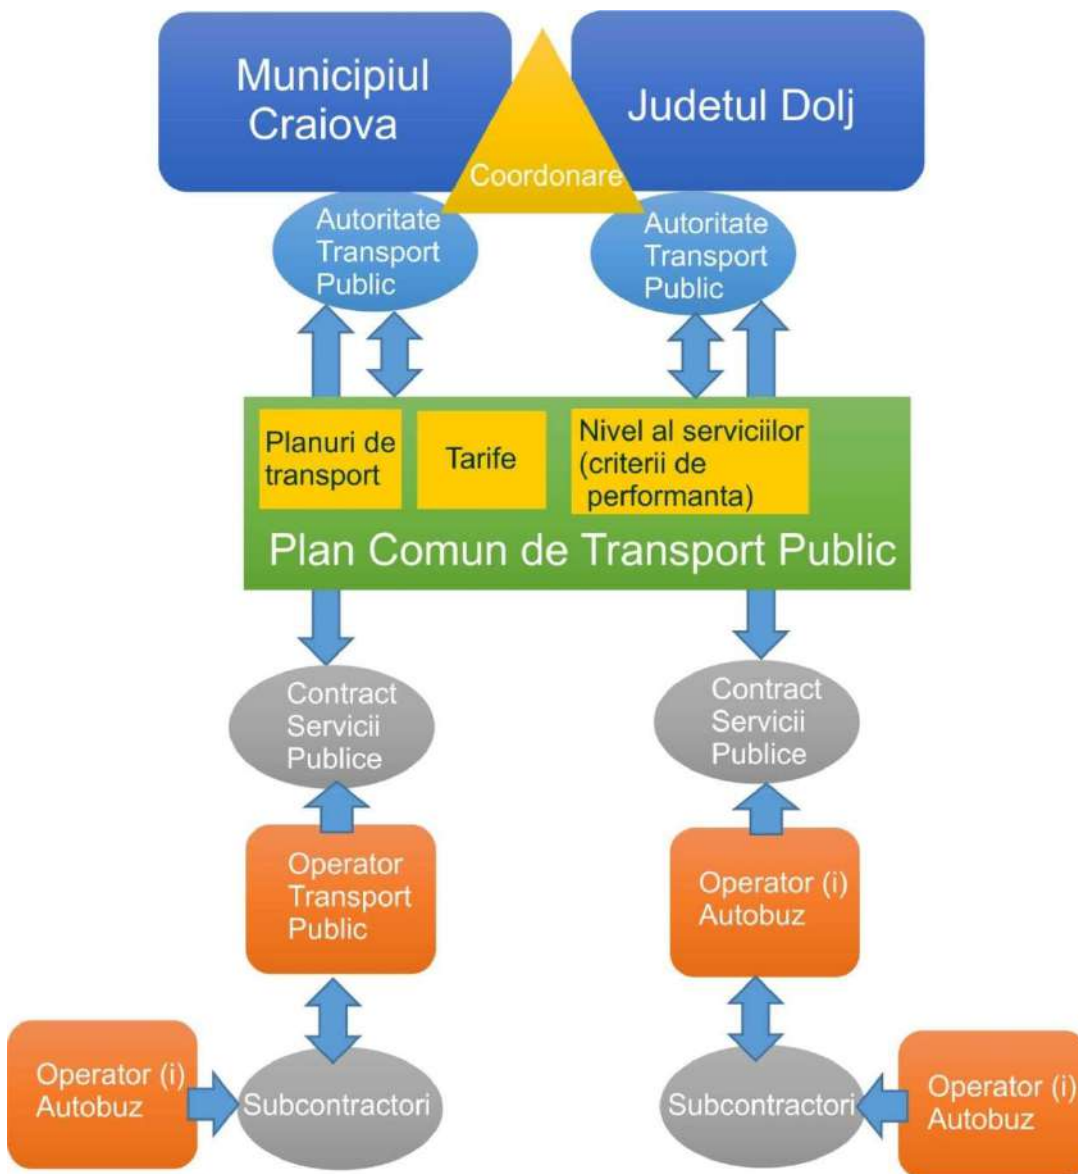 Municipiul
Craiova
Judetul Dolj
Coordonare
Autoritate
Transport
Public
Autoritate
Transport
Public
Planuri de
transport
Tarife
Nivel al serviciilor
(criterii de
performanta)
Plan Comun de Transport Public
Contract
Servicii
Publice
Contract
Servicii
Publice
Operator
Transport
Public
Operator (i)
Autobuz
Operator (i)
Autobuz
Subcontractori
Subcontractori
Operator (i)
Autobuz